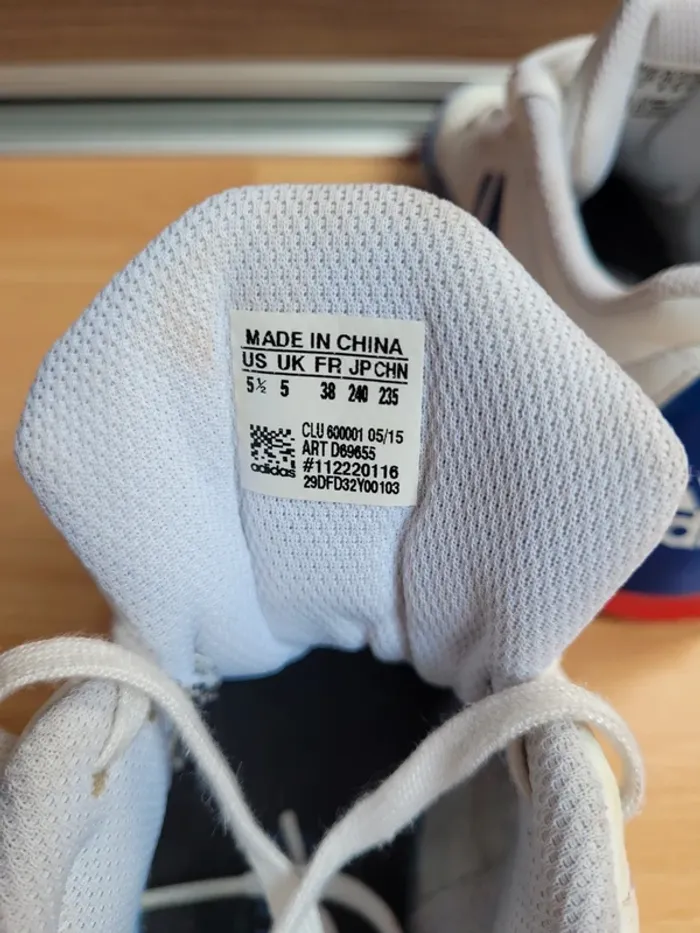 MADE IN CHINA
US UK FR JP CHN
5½ 5 38 240 235
CLU 600001 05/15
ART D69655
#112220116
adidas
29DFD32Y00103